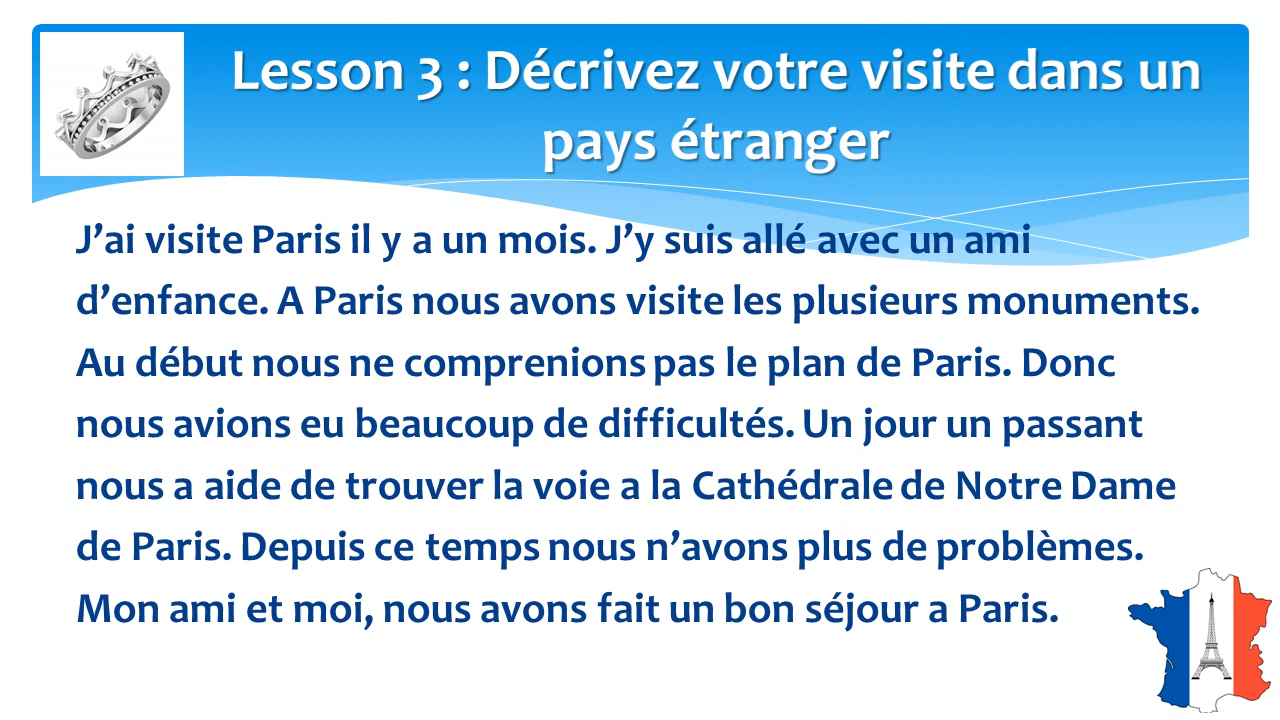 Lesson 3 : Décrivez votre visite dans un
pays étranger
J’ai visite Paris il y a un mois. J’y suis allé avec un ami
d’enfance. A Paris nous avons visite les plusieurs monuments.
Au début nous ne comprenions pas le plan de Paris. Donc
nous avions eu beaucoup de difficultés. Un jour un passant
nous a aide de trouver la voie a la Cathédrale de Notre Dame
de Paris. Depuis ce temps nous n’avons plus de problèmes.
Mon ami et moi, nous avons fait un bon séjour a Paris.